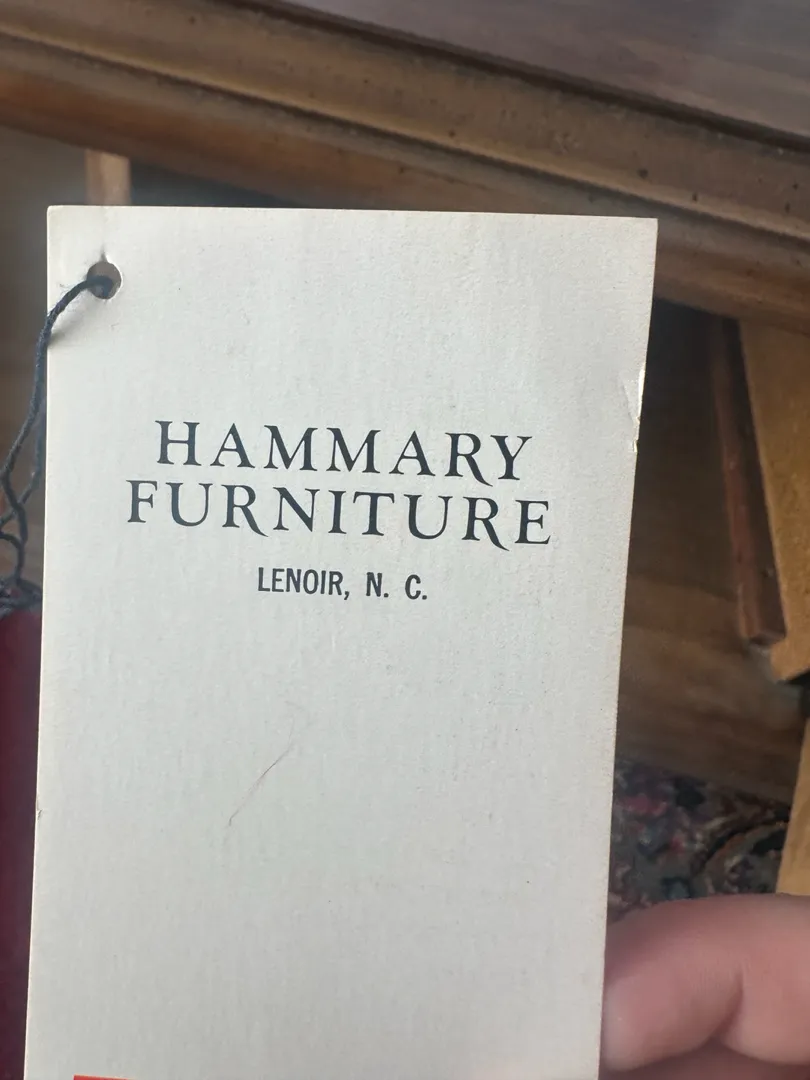 HAMMARY
FURNITURE
LENOIR, N. C.